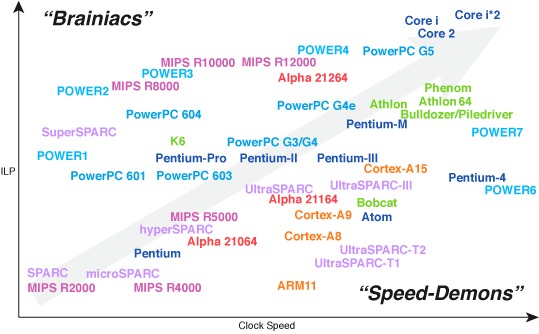 “Brainiacs”
Core i
Core i*2
Core 2
POWER4
PowerPC G5
MIPS R10000
MIPS R12000
POWER3
Alpha 21264
MIPS R8000
POWER2
Phenom
Athlon 64
PowerPC G4e
Athlon
PowerPC 604
Bulldozer/Piledriver
Pentium-M
SuperSPARC
POWER7
K6
PowerPC G3/G4
POWER1
Pentium-Pro
Pentium-II
Pentium-III
Cortex-A15
ILP
PowerPC 601
PowerPC 603
Pentium-4
UltraSPARC
UltraSPARC-III
POWER6
Alpha 21164
Bobcat
MIPS R5000
Cortex-A9
Atom
hyperSPARC
Alpha 21064
Cortex-A8
Pentium
UltraSPARC-T2
UltraSPARC-T1
SPARC
microSPARC
MIPS R2000
MIPS R4000
ARM11
“Speed-Demons”
Clock Speed